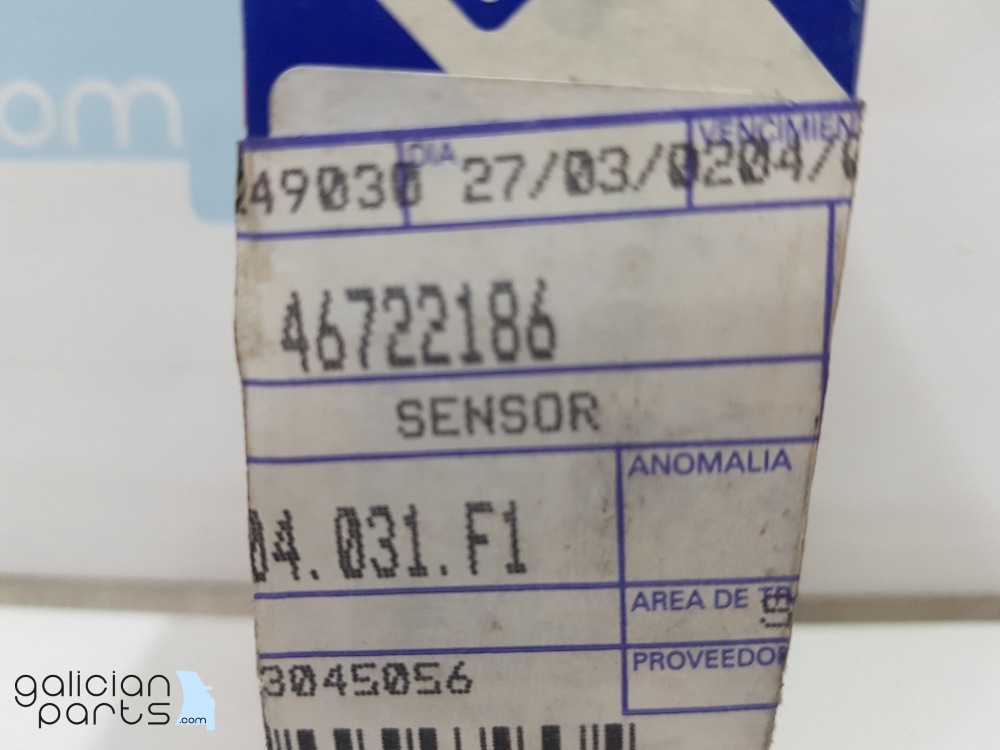 om
DIA
VENCIMIEN
49030 27/03/0204/0
46722186
SENSOR
ANOMALIA
04.031.F1
AREA DE TR
PROVEEDOR
3045056
galician
parts.com